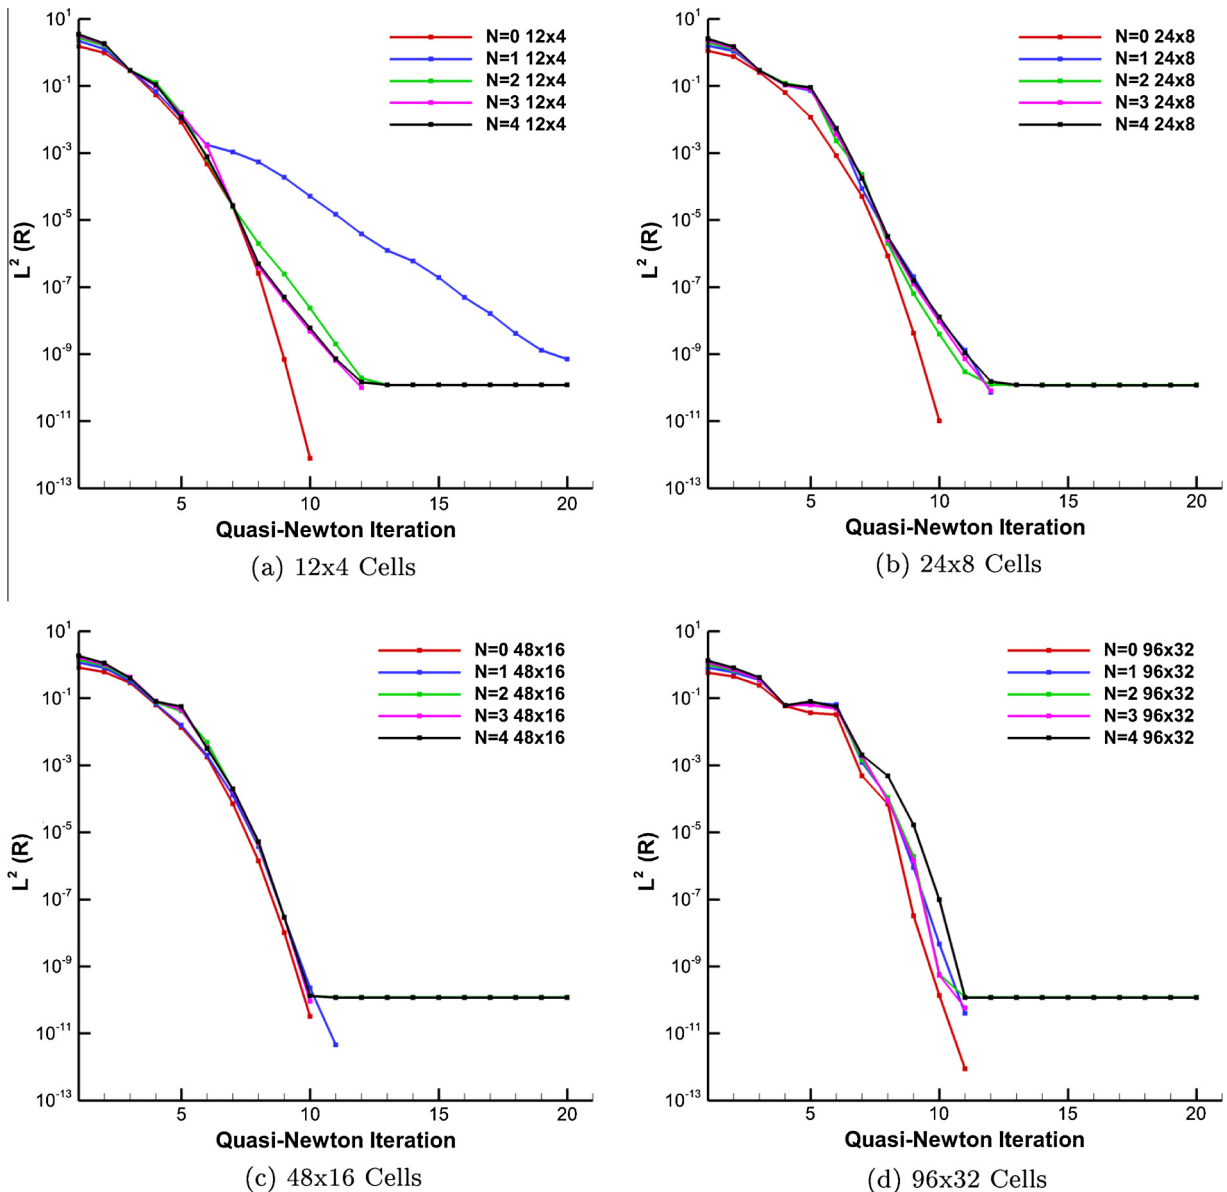 10^1
10^-1
10^-3
10^-5
10^-7
10^-9
10^-11
10^-13
L^2 (R)
5
10
15
20
Quasi-Newton Iteration
N=0 12x4
N=1 12x4
N=2 12x4
N=3 12x4
N=4 12x4
(a) 12x4 Cells
10^1
10^-1
10^-3
10^-5
10^-7
10^-9
10^-11
10^-13
L^2 (R)
5
10
15
20
Quasi-Newton Iteration
N=0 24x8
N=1 24x8
N=2 24x8
N=3 24x8
N=4 24x8
(b) 24x8 Cells
10^1
10^-1
10^-3
10^-5
10^-7
10^-9
10^-11
10^-13
L^2 (R)
5
10
15
20
Quasi-Newton Iteration
N=0 48x16
N=1 48x16
N=2 48x16
N=3 48x16
N=4 48x16
(c) 48x16 Cells
10^1
10^-1
10^-3
10^-5
10^-7
10^-9
10^-11
10^-13
L^2 (R)
5
10
15
20
Quasi-Newton Iteration
N=0 96x32
N=1 96x32
N=2 96x32
N=3 96x32
N=4 96x32
(d) 96x32 Cells